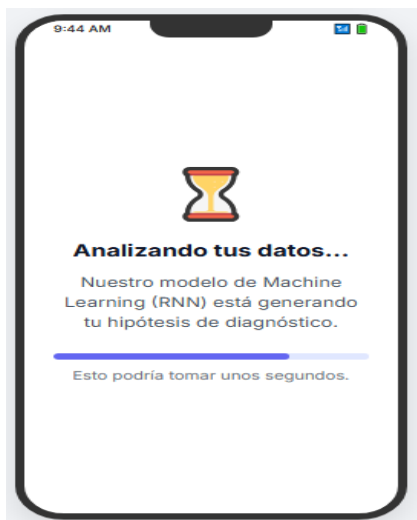 9:44 AM
Analizando tus datos...
Nuestro modelo de Machine
Learning (RNN) está generando
tu hipótesis de diagnóstico.
Esto podría tomar unos segundos.